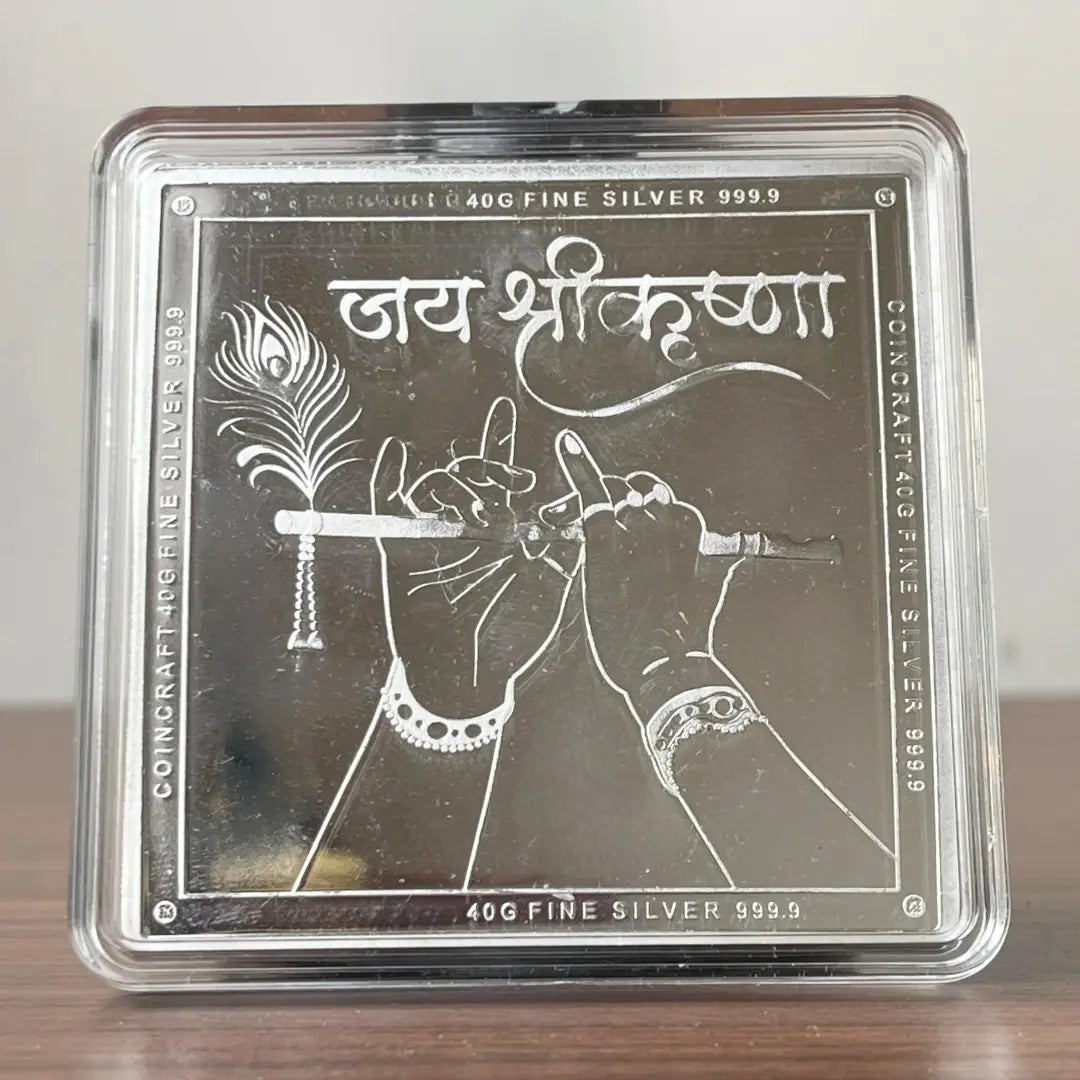 40G FINE SILVER 999.9
जय श्री कृष्णा
COINCRAFT 40G FINE SILVER 999.9
COINCRAFT 40G FINE SILVER 999.9
40G FINE SILVER 999.9